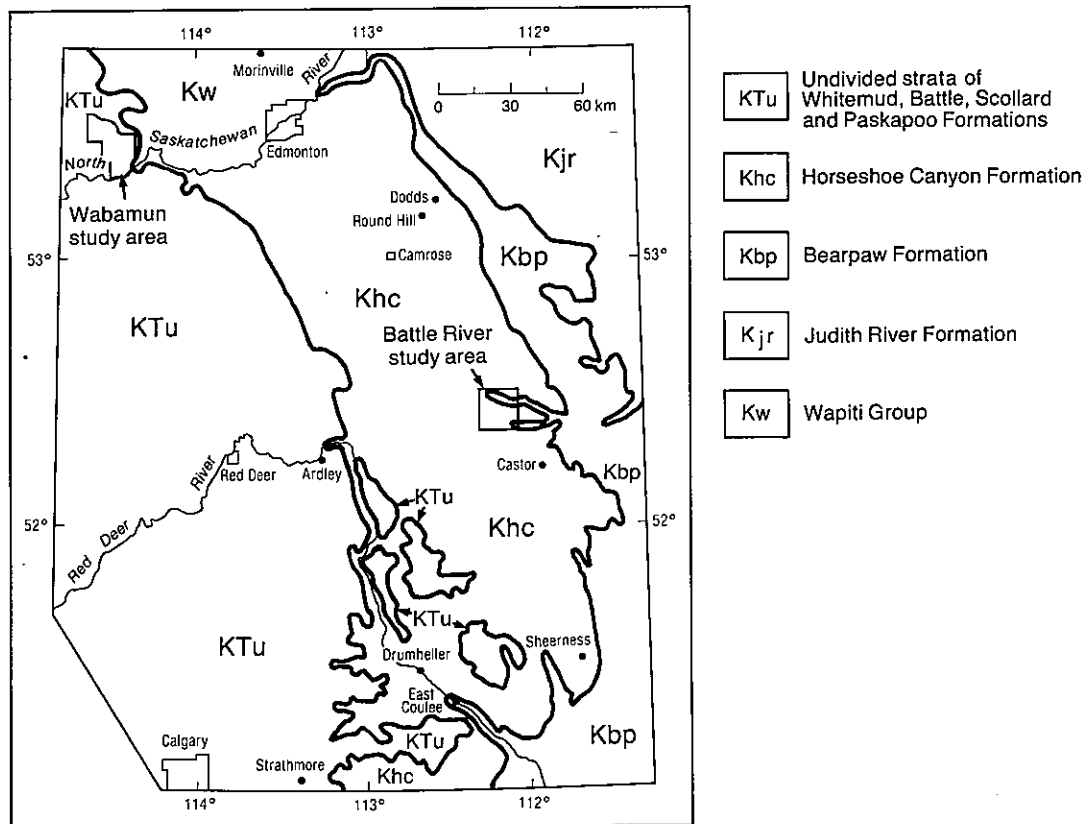 114°
113°
112°
Morinville
River
KTu
Kw
0 30 60 km
Saskatchewan
Edmonton
North
Kjr
Wabamun
study area
Dodds
Round Hill
53°
Camrose
Kbp
53°
Khc
KTu
Battle River
study area
Castor
Kbp
Red Deer
Ardley
River
Deer
Red
KTu
52°
Khc
52°
KTu
KTu
Sheerness
Drumheller
East
Coulee
Kbp
KTu
Calgary
Strathmore
Khc
114°
113°
112°
KTu
Undivided strata of
Whitemud, Battle, Scollard
and Paskapoo Formations
Khc
Horseshoe Canyon Formation
Kbp
Bearpaw Formation
Kjr
Judith River Formation
Kw
Wapiti Group